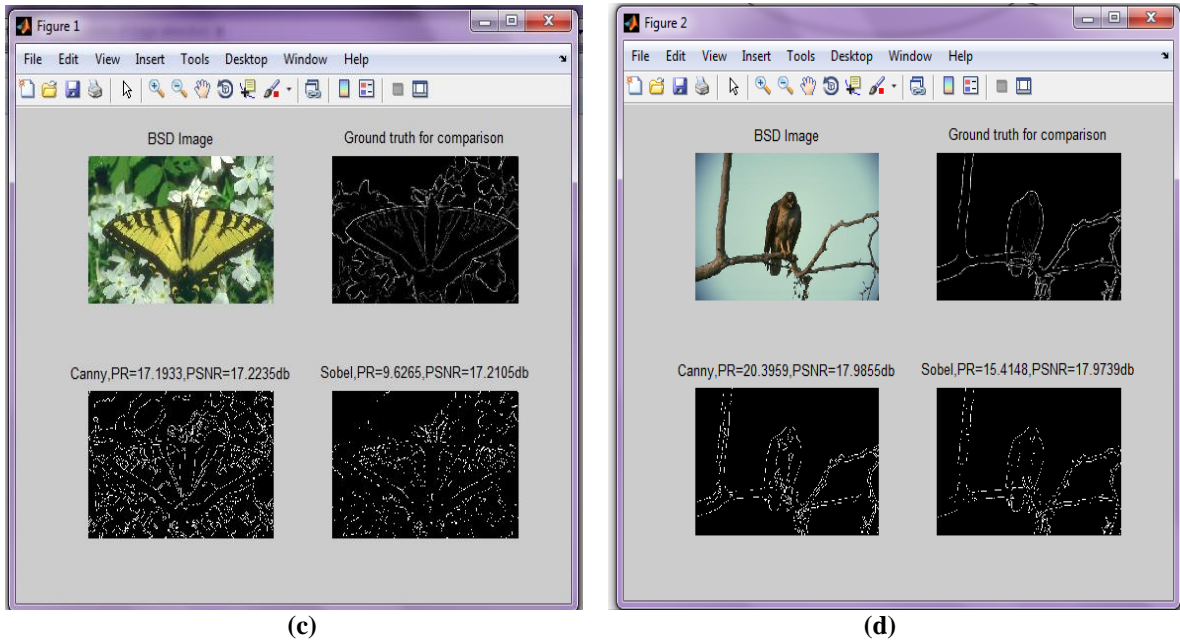 Figure 1
File Edit View Insert Tools Desktop Window Help
BSD Image
Ground truth for comparison
Canny,PR=17.1933,PSNR=17.2235db
Sobel,PR=9.6265,PSNR=17.2105db
(c)
Figure 2
File Edit View Insert Tools Desktop Window Help
BSD Image
Ground truth for comparison
Canny,PR=20.3959,PSNR=17.9855db
Sobel,PR=15.4148,PSNR=17.9739db
(d)